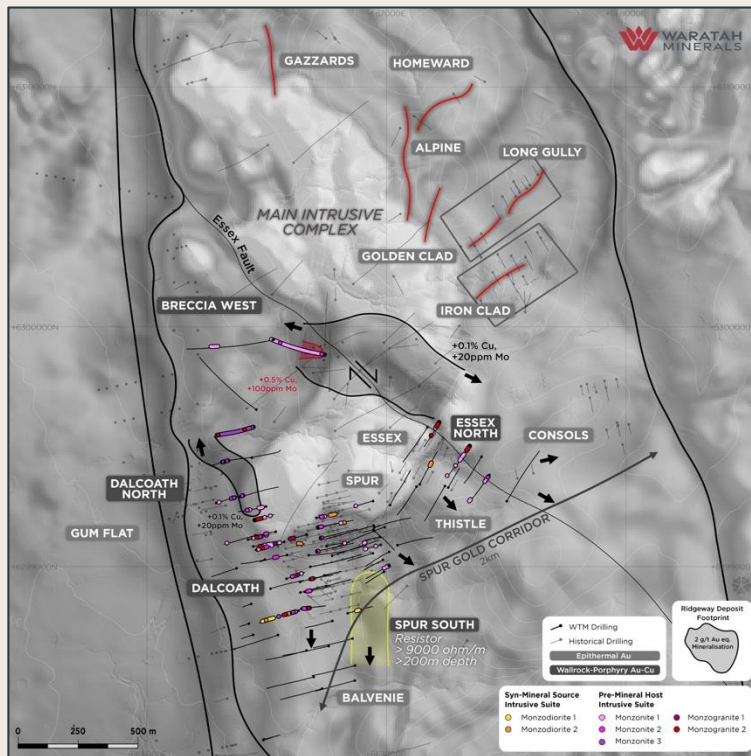 WARATAH
MINERALS
GAZZARDS
HOMEWARD
ALPINE
LONG GULLY
MAIN INTRUSIVE
COMPLEX
GOLDEN CLAD
IRON CLAD
Essex Fault
BRECCIA WEST
+0.1% Cu,
+20ppm Mo
+0.5% Cu,
+100ppm Mo
ESSEX
ESSEX
NORTH
CONSOLS
SPUR
DALCOATH
NORTH
+0.1% Cu,
+20ppm Mo
THISTLE
GUM FLAT
SPUR GOLD CORRIDOR
2km
DALCOATH
SPUR SOUTH
Resistor
> 9000 ohm/m
>200m depth
BALVENIE
WTM Drilling
Historical Drilling
Epithermal Au
Wallrock-Porphyry Au-Cu
Ridgeway Deposit
Footprint
2 g/t Au eq.
Mineralisation
Syn-Mineral Source
Intrusive Suite
Monzodiorite 1
Monzodiorite 2
Pre-Mineral Host
Intrusive Suite
Monzonite 1
Monzonite 2
Monzonite 3
Monzogranite 1
Monzogranite 2
0 500 m